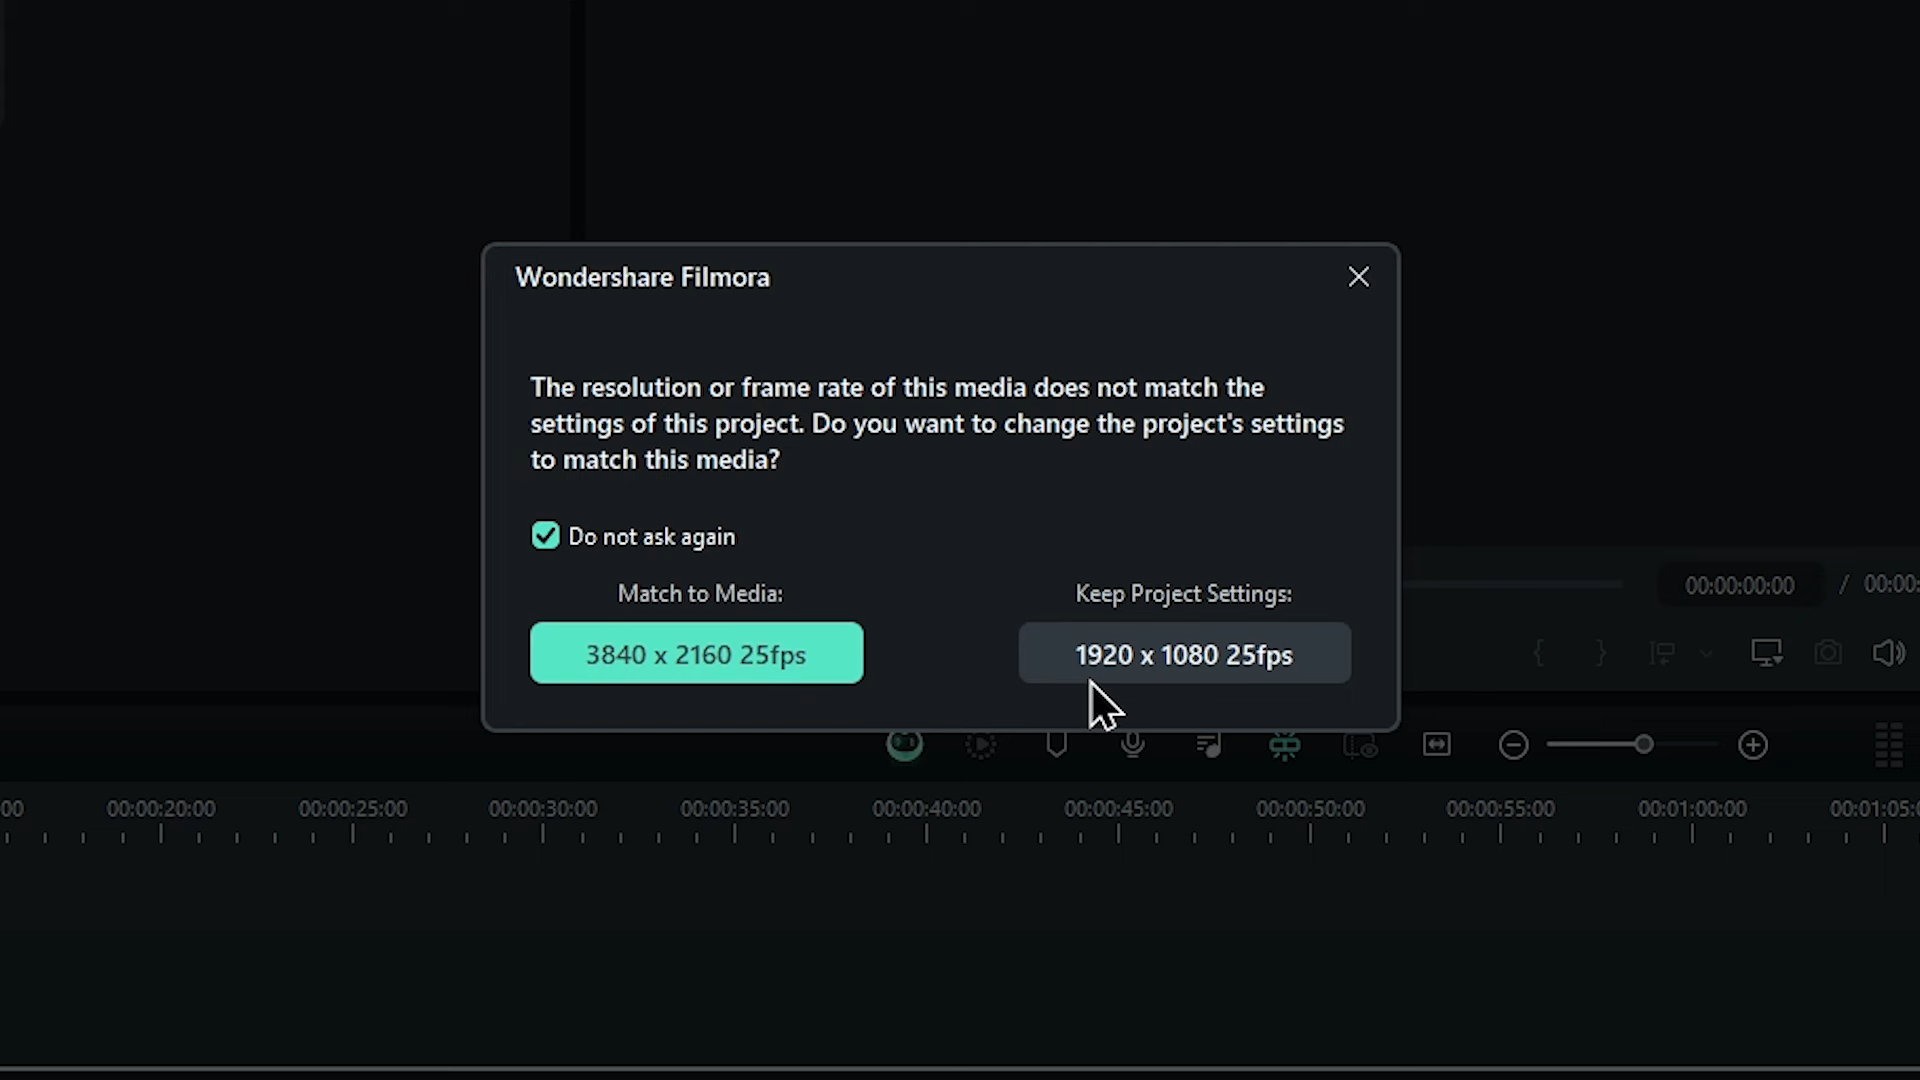 Wondershare Filmora
The resolution or frame rate of this media does not match the
settings of this project. Do you want to change the project's settings
to match this media?
Do not ask again
Match to Media:
Keep Project Settings:
3840 x 2160 25fps
1920 x 1080 25fps
00:00:00:00 / 00:00:
00
00:00:20:00
00:00:25:00
00:00:30:00
00:00:35:00
00:00:40:00
00:00:45:00
00:00:50:00
00:00:55:00
00:01:00:00
00:01:05:0